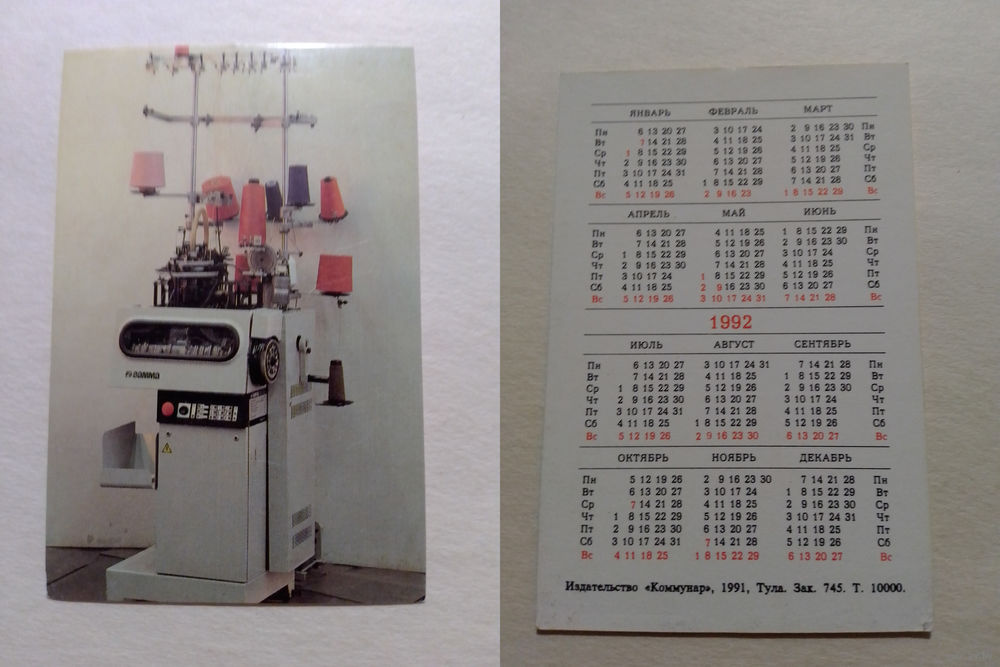 GAMMA
ЯНВАРЬ ФЕВРАЛЬ МАРТ
Пн 6 13 20 27 3 10 17 24 2 9 16 23 30 Пн
Вт 7 14 21 28 4 11 18 25 3 10 17 24 31 Вт
Ср 1 8 15 22 29 5 12 19 26 4 11 18 25 Ср
Чт 2 9 16 23 30 6 13 20 27 5 12 19 26 Чт
Пт 3 10 17 24 31 7 14 21 28 6 13 20 27 Пт
Сб 4 11 18 25 1 8 15 22 29 7 14 21 28 Сб
Вс 5 12 19 26 2 9 16 23 1 8 15 22 29 Вс
АПРЕЛЬ МАЙ ИЮНЬ
Пн 6 13 20 27 4 11 18 25 1 8 15 22 29 Пн
Вт 7 14 21 28 5 12 19 26 2 9 16 23 30 Вт
Ср 1 8 15 22 29 6 13 20 27 3 10 17 24 Ср
Чт 2 9 16 23 30 7 14 21 28 4 11 18 25 Чт
Пт 3 10 17 24 1 8 15 22 29 5 12 19 26 Пт
Сб 4 11 18 25 2 9 16 23 30 6 13 20 27 Сб
Вс 5 12 19 26 3 10 17 24 31 7 14 21 28 Вс
1992
ИЮЛЬ АВГУСТ СЕНТЯБРЬ
Пн 6 13 20 27 3 10 17 24 31 7 14 21 28 Пн
Вт 7 14 21 28 4 11 18 25 1 8 15 22 29 Вт
Ср 1 8 15 22 29 5 12 19 26 2 9 16 23 30 Ср
Чт 2 9 16 23 30 6 13 20 27 3 10 17 24 Чт
Пт 3 10 17 24 31 7 14 21 28 4 11 18 25 Пт
Сб 4 11 18 25 1 8 15 22 29 5 12 19 26 Сб
Вс 5 12 19 26 2 9 16 23 30 6 13 20 27 Вс
ОКТЯБРЬ НОЯБРЬ ДЕКАБРЬ
Пн 5 12 19 26 2 9 16 23 30 7 14 21 28 Пн
Вт 6 13 20 27 3 10 17 24 1 8 15 22 29 Вт
Ср 7 14 21 28 4 11 18 25 2 9 16 23 30 Ср
Чт 1 8 15 22 29 5 12 19 26 3 10 17 24 31 Чт
Пт 2 9 16 23 30 6 13 20 27 4 11 18 25 Пт
Сб 3 10 17 24 31 7 14 21 28 5 12 19 26 Сб
Вс 4 11 18 25 1 8 15 22 29 6 13 20 27 Вс
Издательство «Коммунар», 1991, Тула. Зак. 745. Т. 10000.